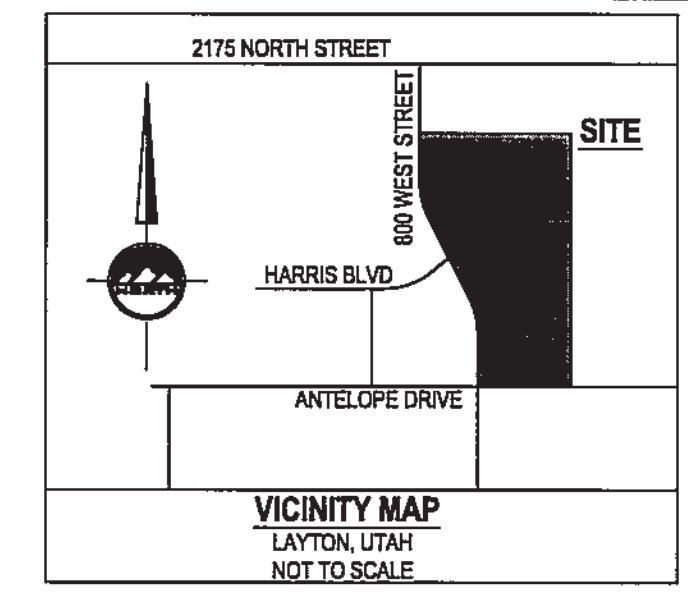 2175 NORTH STREET
800 WEST STREET
SITE
HARRIS BLVD
ANTELOPE DRIVE
VICINITY MAP
LAYTON, UTAH
NOT TO SCALE